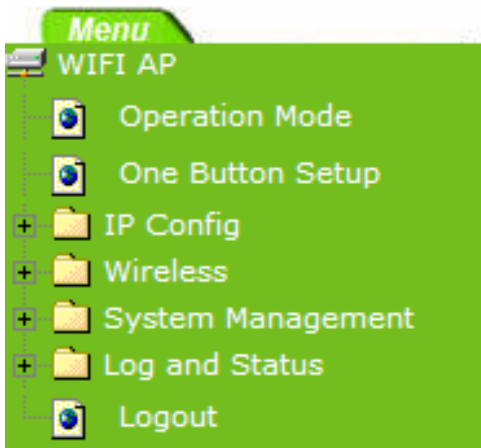 Menu
WIFI AP
Operation Mode
One Button Setup
IP Config
Wireless
System Management
Log and Status
Logout